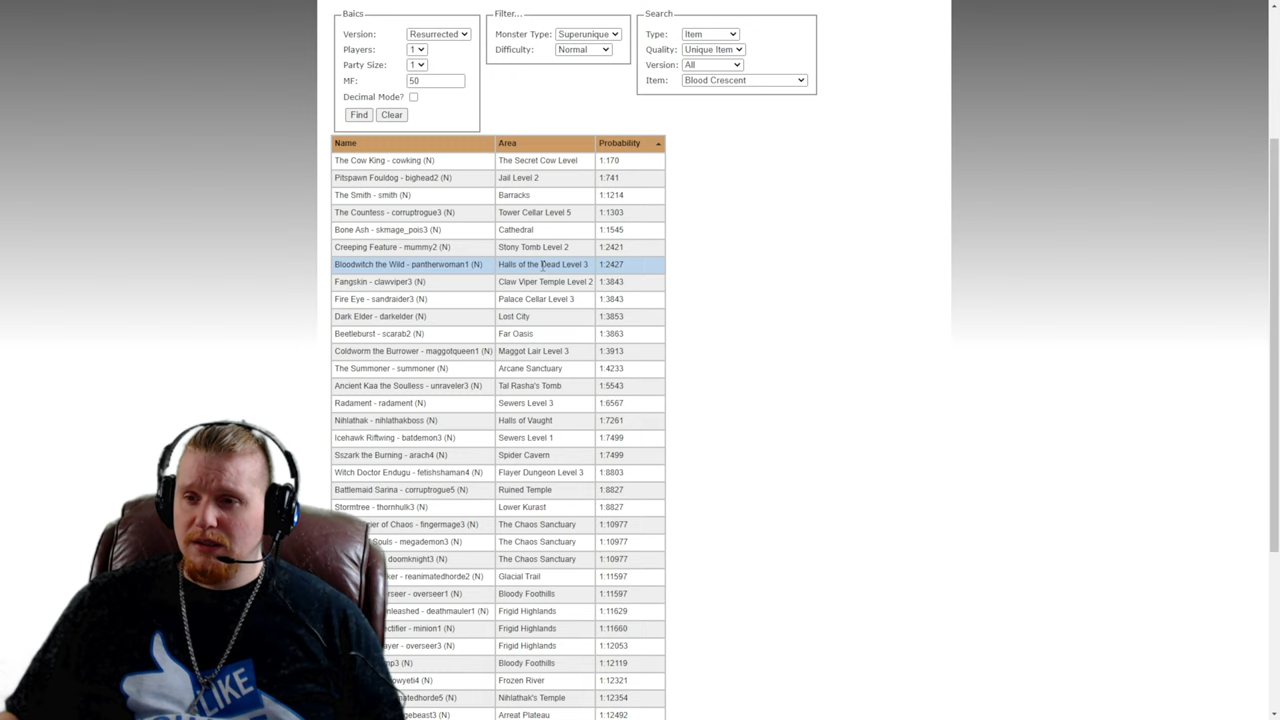 Baics
Version: Resurrected
Players: 1
Party Size: 1
MF: 50
Decimal Mode?
Find Clear
Filter...
Monster Type: Superunique
Difficulty: Normal
Search
Type: Item
Quality: Unique Item
Version: All
Item: Blood Crescent
Name Area Probability
The Cow King - cowking (N) The Secret Cow Level 1:170
Pitspawn Fouldog - bighead2 (N) Jail Level 2 1:741
The Smith - smith (N) Barracks 1:1214
The Countess - corruptrogue3 (N) Tower Cellar Level 5 1:1303
Bone Ash - skmage_pois3 (N) Cathedral 1:1545
Creeping Feature - mummy2 (N) Stony Tomb Level 2 1:2421
Bloodwitch the Wild - pantherwoman1 (N) Halls of the Dead Level 3 1:2427
Fangskin - clawviper3 (N) Claw Viper Temple Level 2 1:3843
Fire Eye - sandraider3 (N) Palace Cellar Level 3 1:3843
Dark Elder - darkelder (N) Lost City 1:3853
Beetleburst - scarab2 (N) Far Oasis 1:3863
Coldworm the Burrower - maggotqueen1 (N) Maggot Lair Level 3 1:3913
The Summoner - summoner (N) Arcane Sanctuary 1:4233
Ancient Kaa the Soulless - unraveler3 (N) Tal Rasha's Tomb 1:5543
Radament - radament (N) Sewers Level 3 1:6567
Nihlathak - nihlathakboss (N) Halls of Vaught 1:7261
Icehawk Riftwing - batdemon3 (N) Sewers Level 1 1:7499
Sszark the Burning - arach4 (N) Spider Cavern 1:7499
Witch Doctor Endugu - fetishshaman4 (N) Flayer Dungeon Level 3 1:8803
Battlemaid Sarina - corruptrogue5 (N) Ruined Temple 1:8827
Stormtree - thornhulk3 (N) Lower Kurast 1:8827
ier of Chaos - fingermage3 (N) The Chaos Sanctuary 1:10977
Souls - megademon3 (N) The Chaos Sanctuary 1:10977
doomknight3 (N) The Chaos Sanctuary 1:10977
ker - reanimatedhorde2 (N) Glacial Trail 1:11597
rseer - overseer1 (N) Bloody Foothills 1:11597
nleashed - deathmauler1 (N) Frigid Highlands 1:11629
ectifier - minion1 (N) Frigid Highlands 1:11660
ayer - overseer3 (N) Frigid Highlands 1:12053
mp3 (N) Bloody Foothills 1:12119
owyeti4 (N) Frozen River 1:12321
matedhorde5 (N) Nihlathak's Temple 1:12354
gebeast3 (N) Arreat Plateau 1:12492
LIKE